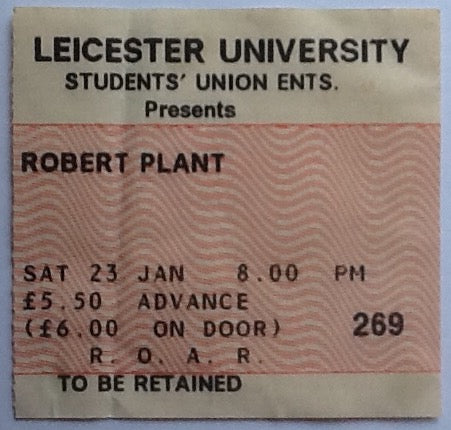 LEICESTER UNIVERSITY
STUDENTS' UNION ENTS.
Presents
ROBERT PLANT
SAT 23 JAN 8.00 PM
£5.50 ADVANCE
(£6.00 ON DOOR) 269
R. O. A. R.
TO BE RETAINED